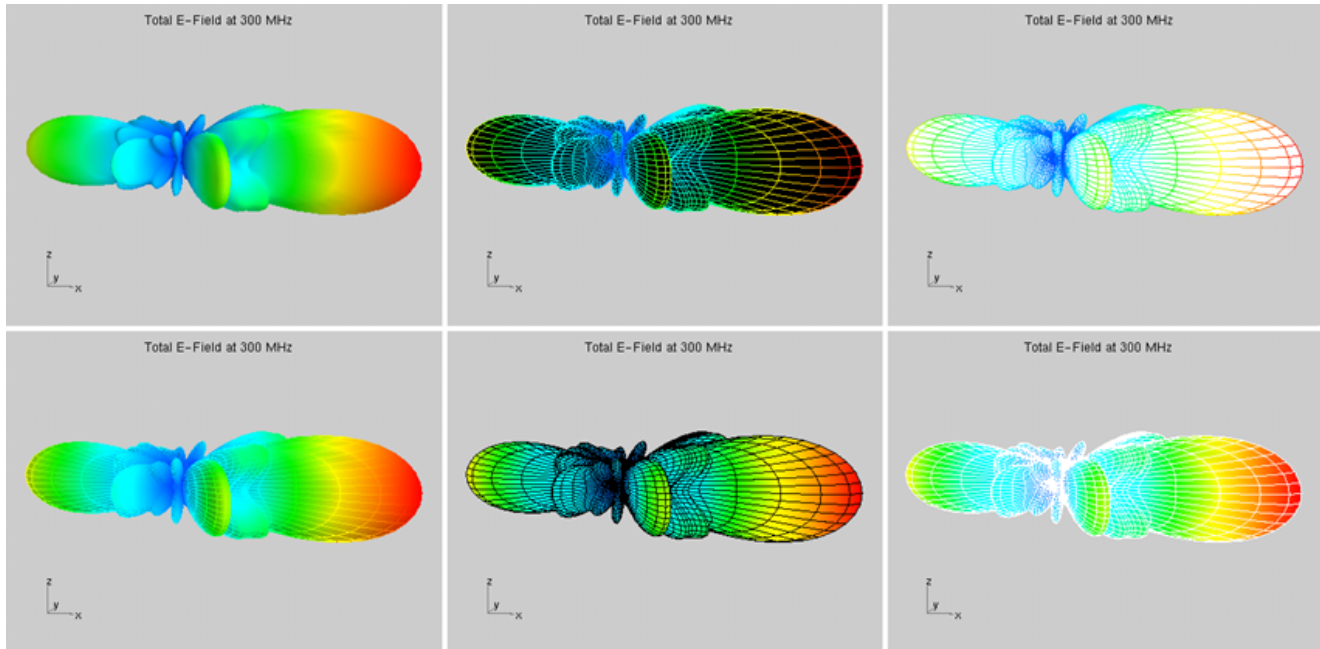 Total E-Field at 300 MHz
z
y
x
Total E-Field at 300 MHz
z
y
x
Total E-Field at 300 MHz
z
y
x
Total E-Field at 300 MHz
z
y
x
Total E-Field at 300 MHz
z
y
x
Total E-Field at 300 MHz
z
y
x